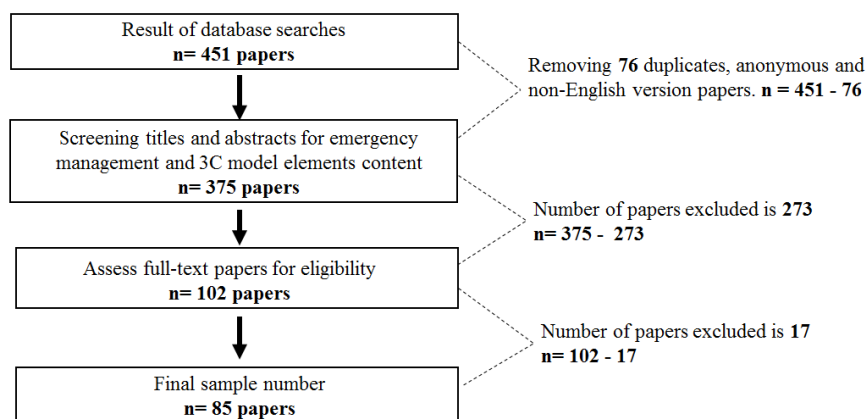 Result of database searches
n= 451 papers
Removing 76 duplicates, anonymous and
non-English version papers. n = 451 - 76
Screening titles and abstracts for emergency
management and 3C model elements content
n= 375 papers
Number of papers excluded is 273
n= 375 - 273
Assess full-text papers for eligibility
n= 102 papers
Number of papers excluded is 17
n= 102 - 17
Final sample number
n= 85 papers